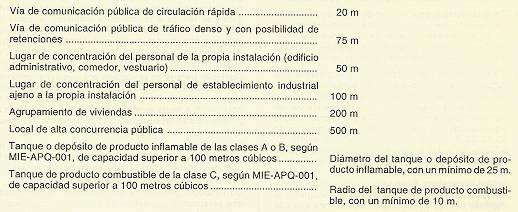 Vía de comunicación pública de circulación rápida ........ 20 m
Vía de comunicación pública de tráfico denso y con posibilidad de
retenciones ........ 75 m
Lugar de concentración del personal de la propia instalación (edificio
administrativo, comedor, vestuario) ........ 50 m
Lugar de concentración del personal de establecimiento industrial
ajeno a la propia instalación ........ 100 m
Agrupamiento de viviendas ........ 200 m
Local de alta concurrencia pública ........ 500 m
Tanque o depósito de producto inflamable de las clases A o B, según
MIE-APQ-001, de capacidad superior a 100 metros cúbicos ........
Diámetro del tanque o depósito de pro-
ducto inflamable, con un mínimo de 25 m.
Tanque de producto combustible de la clase C, según MIE-APQ-001,
de capacidad superior a 100 metros cúbicos ........
Radio del tanque de producto combusti-
ble, con un mínimo de 10 m.